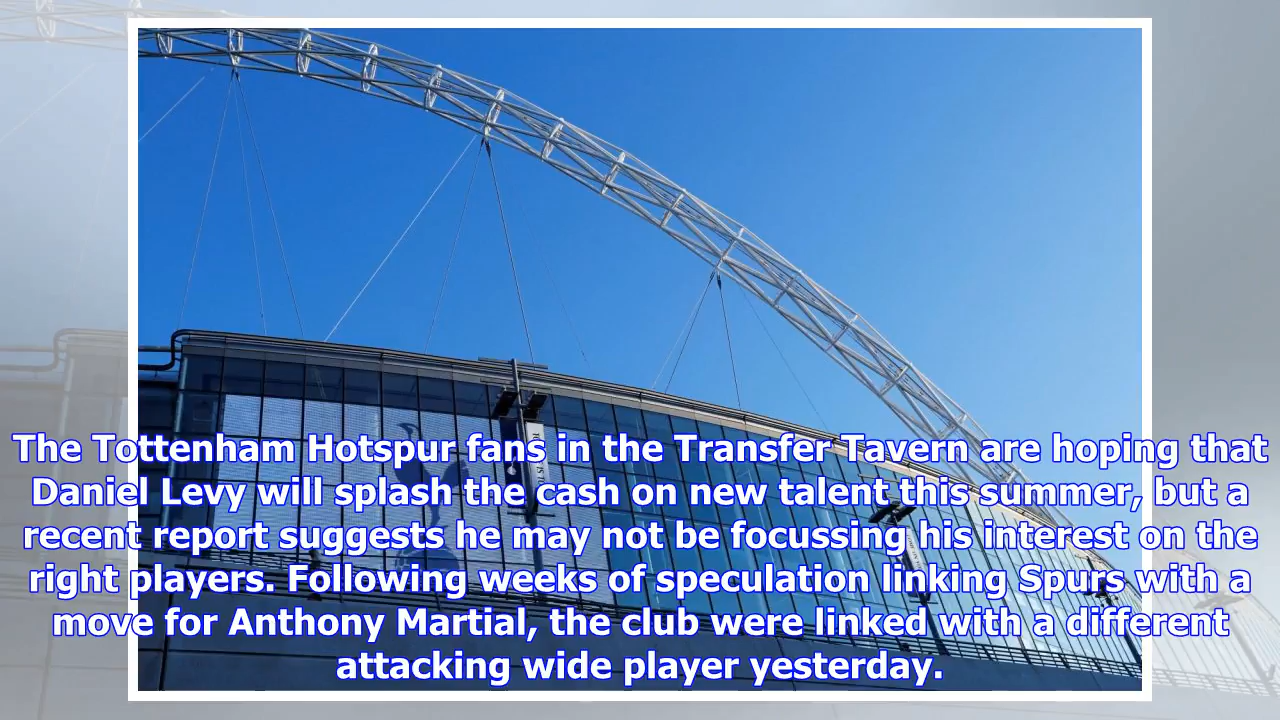 The Tottenham Hotspur fans in the Transfer Tavern are hoping that
Daniel Levy will splash the cash on new talent this summer, but a
recent report suggests he may not be focussing his interest on the
right players. Following weeks of speculation linking Spurs with a
move for Anthony Martial, the club were linked with a different
attacking wide player yesterday.